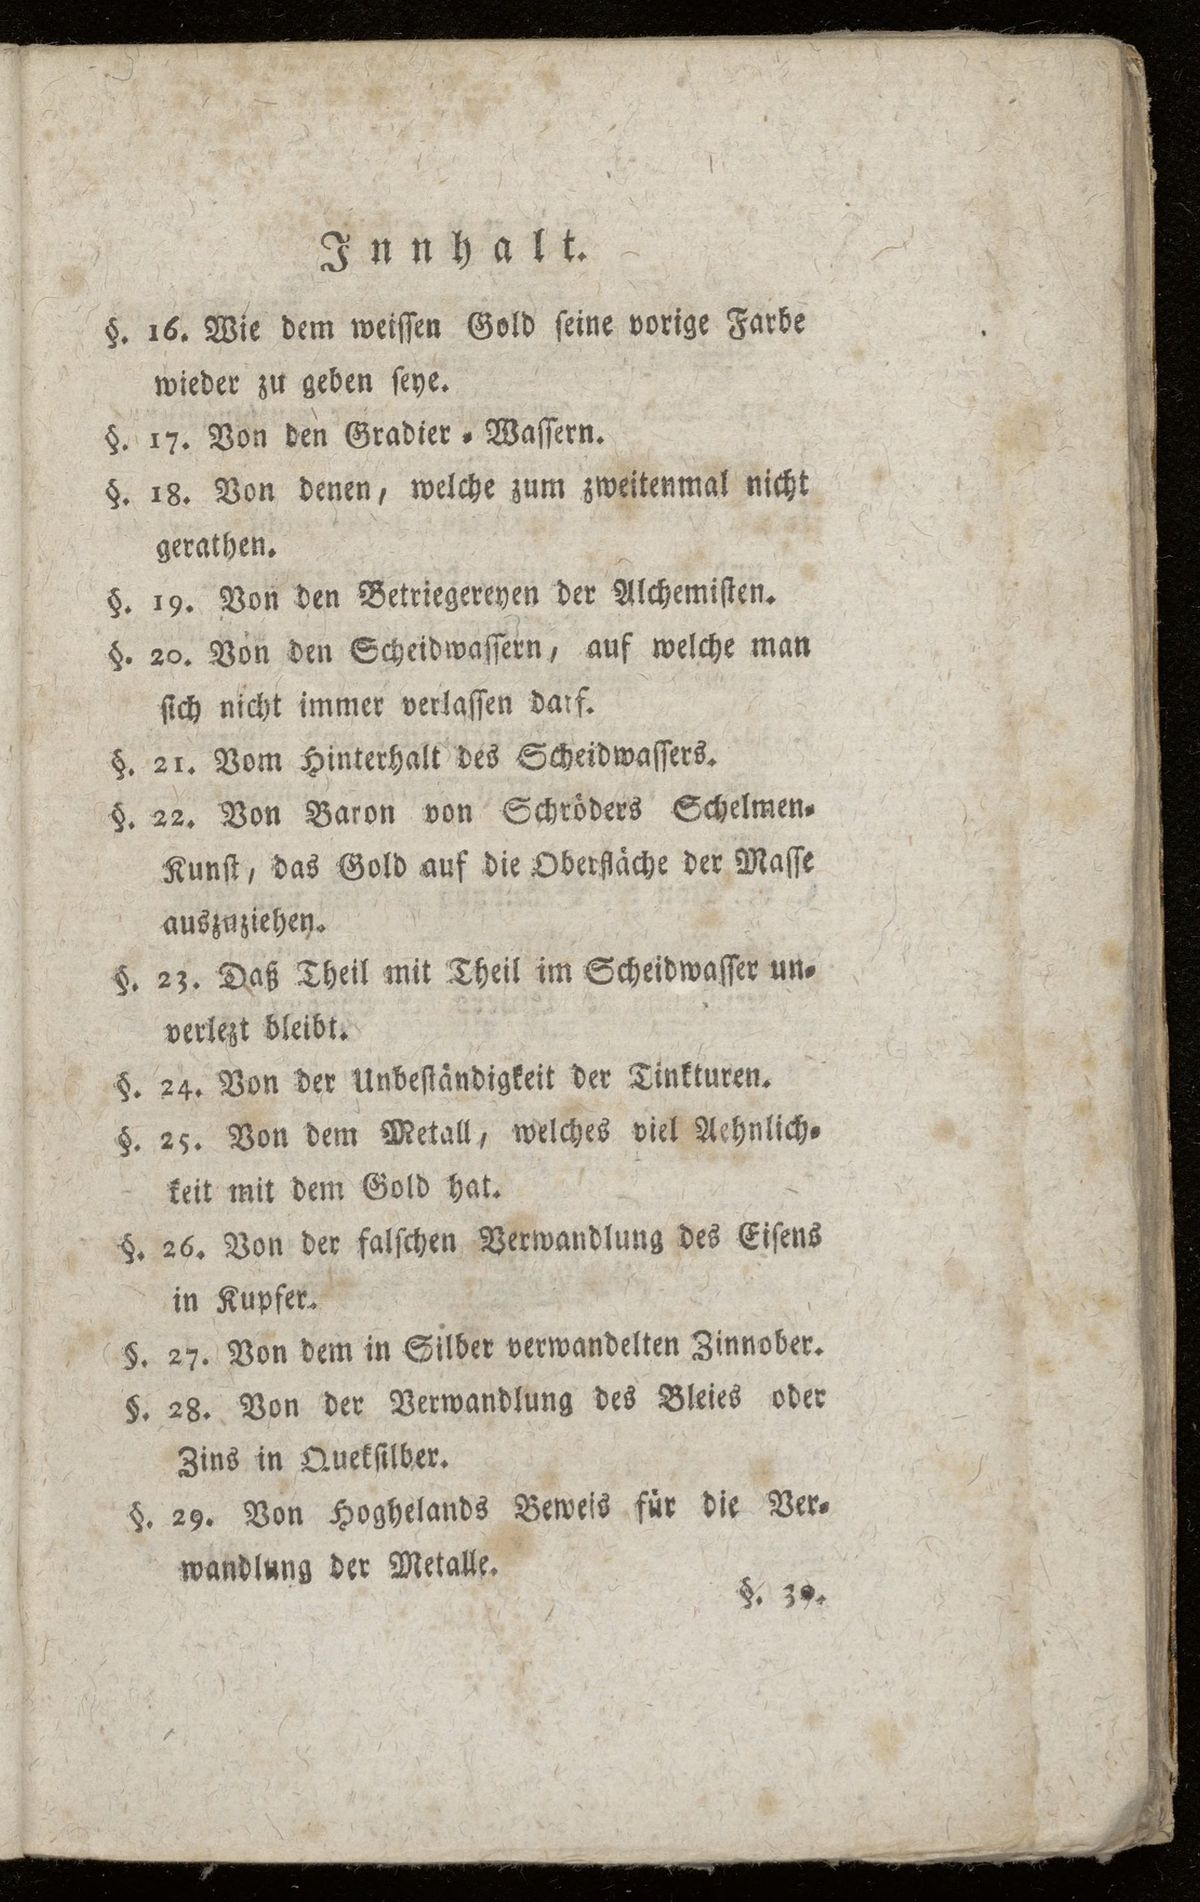 Innhalt.
§. 16. Wie dem weiſſen Gold ſeine vorige Farbe
wieder zu geben ſeye.
§. 17. Von den Gradier-Waſſern.
§. 18. Von denen, welche zum zweitenmal nicht
gerathen.
§. 19. Von den Betriegereyen der Alchemiſten.
§. 20. Von den Scheidwaſſern, auf welche man
ſich nicht immer verlaſſen darf.
§. 21. Vom Hinterhalt des Scheidwaſſers.
§. 22. Von Baron von Schröders Schelmen-
Kunſt, das Gold auf die Oberfläche der Maſſe
auszuziehen.
§. 23. Daß Theil mit Theil im Scheidwaſſer un-
verlezt bleibt.
§. 24. Von der Unbeſtändigkeit der Tinkturen.
§. 25. Von dem Metall, welches viel Aehnlich-
keit mit dem Gold hat.
§. 26. Von der falſchen Verwandlung des Eiſens
in Kupfer.
§. 27. Von dem in Silber verwandelten Zinnober.
§. 28. Von der Verwandlung des Bleies oder
Zins in Quekſilber.
§. 29. Von Hoghelands Beweis für die Ver-
wandlung der Metalle.
§. 30.